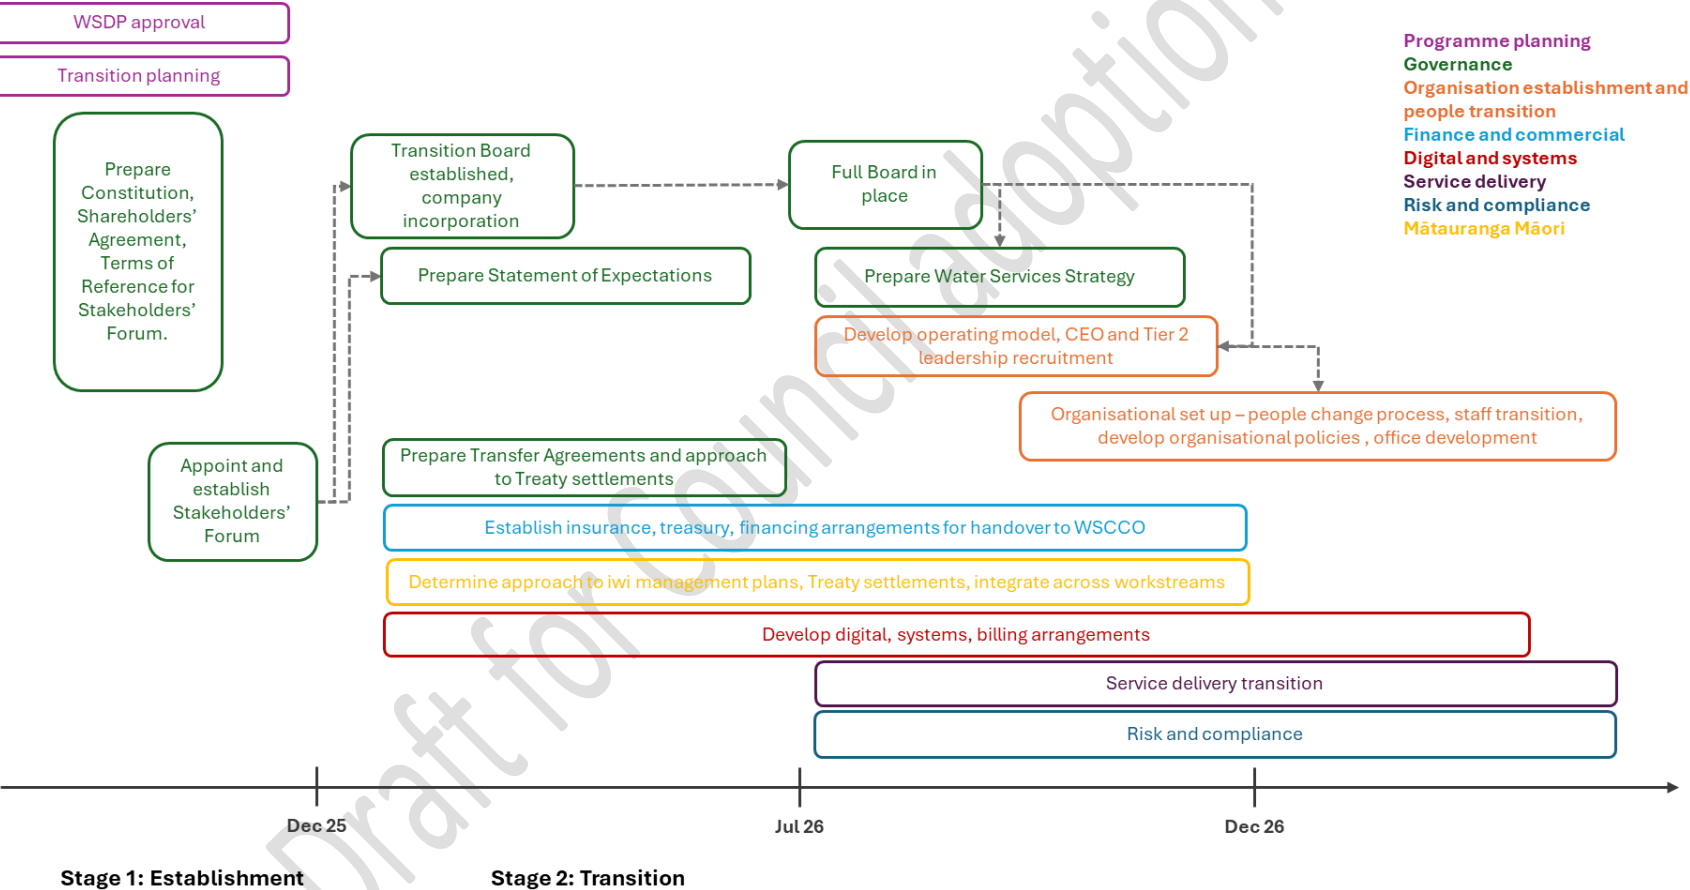 WSDP approval
Transition planning
Programme planning
Governance
Organisation establishment and
people transition
Finance and commercial
Digital and systems
Service delivery
Risk and compliance
Mātauranga Māori
Prepare
Constitution,
Shareholders’
Agreement,
Terms of
Reference for
Stakeholders’
Forum.
Transition Board
established,
company
incorporation
Full Board in
place
Prepare Statement of Expectations
Prepare Water Services Strategy
Develop operating model, CEO and Tier 2
leadership recruitment
Organisational set up – people change process, staff transition,
develop organisational policies , office development
Appoint and
establish
Stakeholders’
Forum
Prepare Transfer Agreements and approach
to Treaty settlements
Establish insurance, treasury, financing arrangements for handover to WSCCO
Determine approach to iwi management plans, Treaty settlements, integrate across workstreams
Develop digital, systems, billing arrangements
Service delivery transition
Risk and compliance
Dec 25
Jul 26
Dec 26
Stage 1: Establishment
Stage 2: Transition
Draft for Council adoption